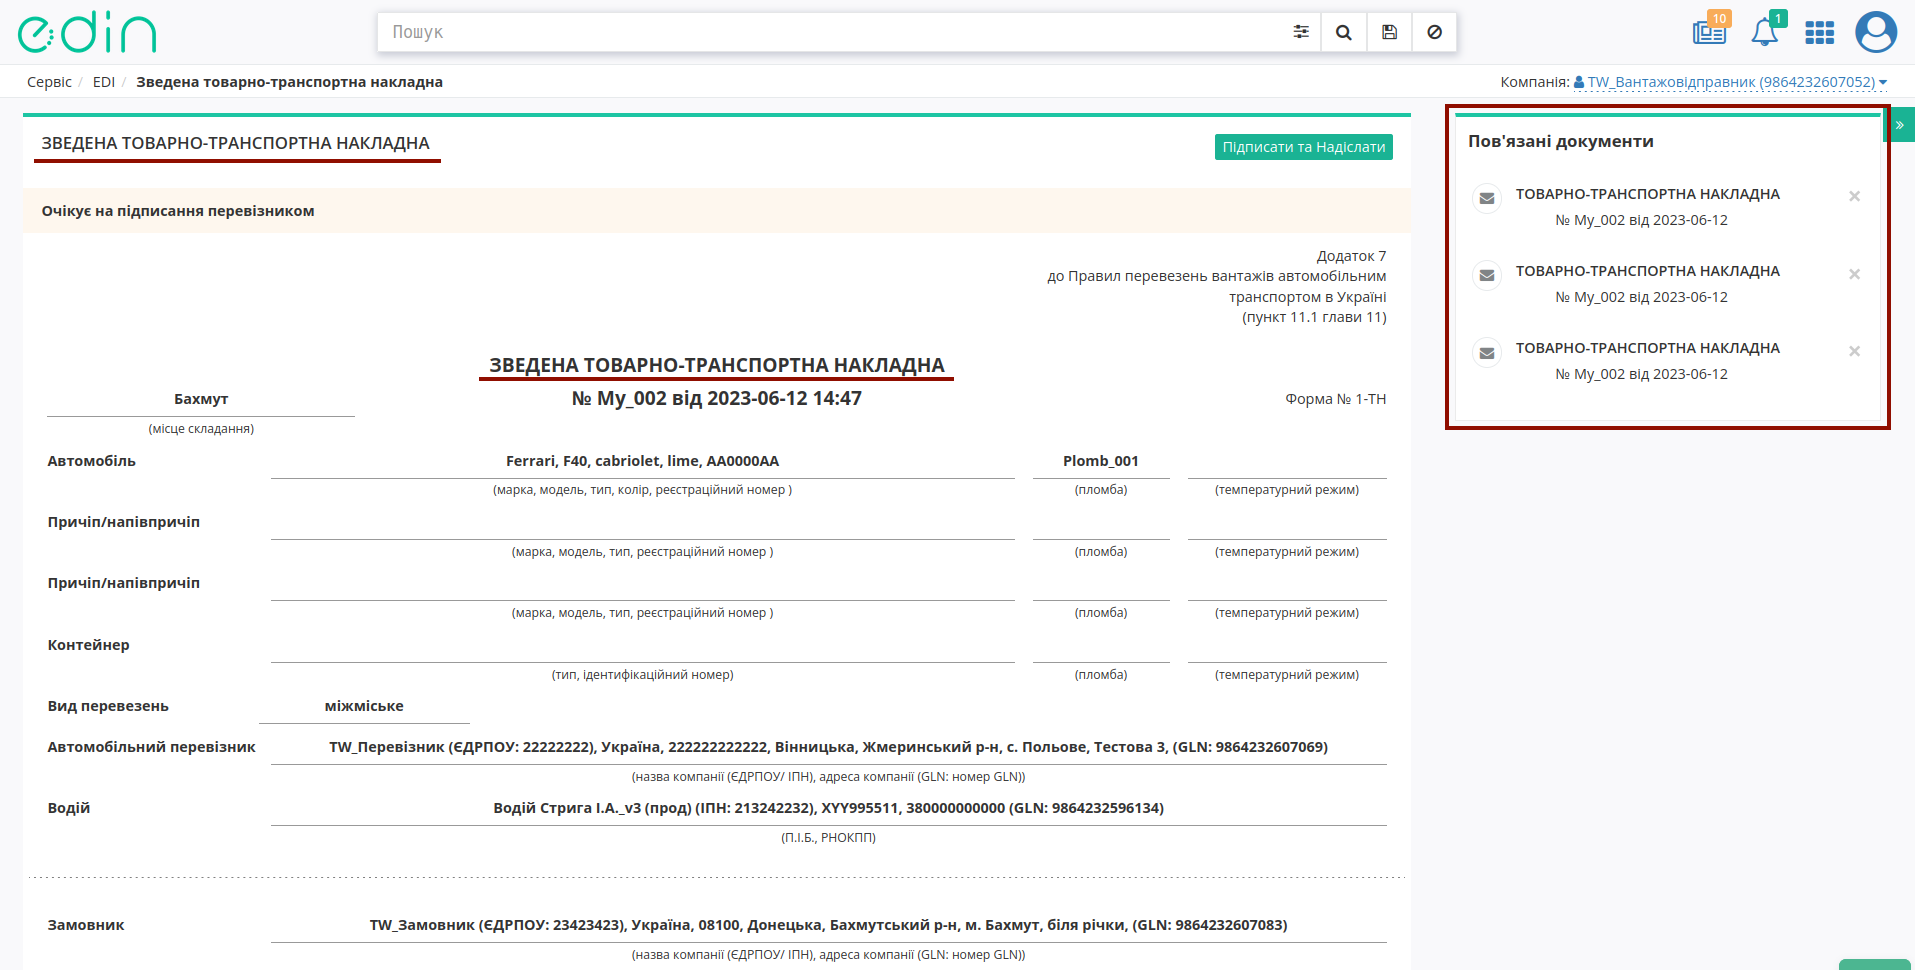 edin
Пошук
10
1
Сервіс / EDI / Зведена товарно-транспортна накладна
Компанія: TW_Вантажовідправник (9864232607052)
ЗВЕДЕНА ТОВАРНО-ТРАНСПОРТНА НАКЛАДНА
Підписати та Надіслати
Очікує на підписання перевізником
Додаток 7
до Правил перевезень вантажів автомобільним
транспортом в Україні
(пункт 11.1 глави 11)
ЗВЕДЕНА ТОВАРНО-ТРАНСПОРТНА НАКЛАДНА
Бахмут
№ My_002 від 2023-06-12 14:47
Форма № 1-ТН
(місце складання)
Автомобіль
Ferrari, F40, cabriolet, lime, АА0000АА
Plomb_001
(марка, модель, тип, колір, реєстраційний номер )
(пломба)
(температурний режим)
Причіп/напівпричіп
(марка, модель, тип, реєстраційний номер )
(пломба)
(температурний режим)
Причіп/напівпричіп
(марка, модель, тип, реєстраційний номер )
(пломба)
(температурний режим)
Контейнер
(тип, ідентифікаційний номер)
(пломба)
(температурний режим)
Вид перевезень
міжміське
Автомобільний перевізник
TW_Перевізник (ЄДРПОУ: 22222222), Україна, 222222222222, Вінницька, Жмеринський р-н, с. Польове, Тестова 3, (GLN: 9864232607069)
(назва компанії (ЄДРПОУ/ ІПН), адреса компанії (GLN: номер GLN))
Водій
Водій Стрига І.А._v3 (прод) (ІПН: 213242232), XYY995511, 380000000000 (GLN: 9864232596134)
(П.І.Б., РНОКПП)
Замовник
TW_Замовник (ЄДРПОУ: 23423423), Україна, 08100, Донецька, Бахмутський р-н, м. Бахмут, біля річки, (GLN: 9864232607083)
(назва компанії (ЄДРПОУ/ ІПН), адреса компанії (GLN: номер GLN))
»
Пов'язані документи
ТОВАРНО-ТРАНСПОРТНА НАКЛАДНА
№ My_002 від 2023-06-12
ТОВАРНО-ТРАНСПОРТНА НАКЛАДНА
№ My_002 від 2023-06-12
ТОВАРНО-ТРАНСПОРТНА НАКЛАДНА
№ My_002 від 2023-06-12